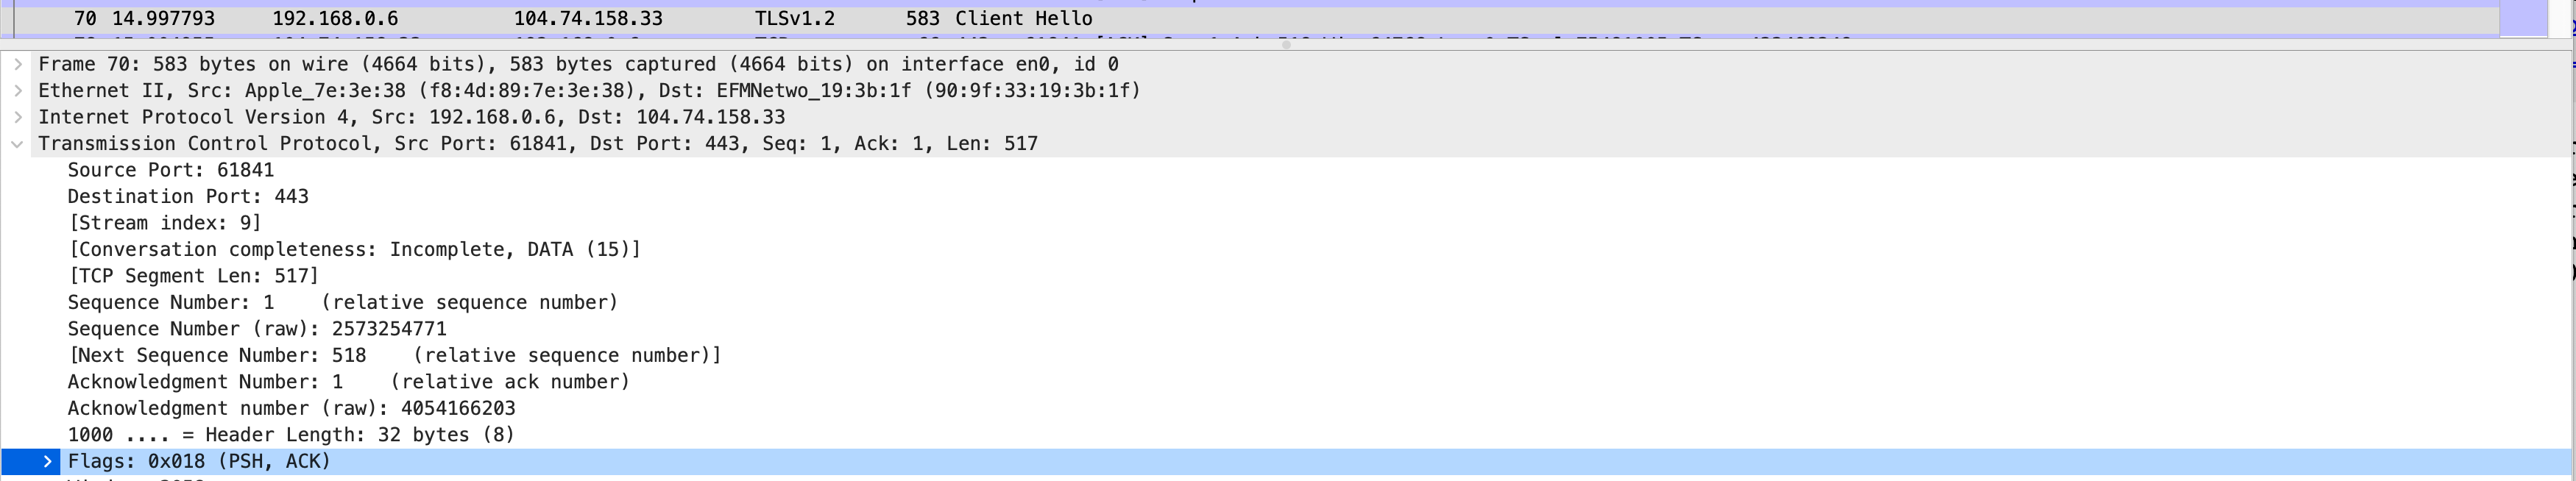 70 14.997793 192.168.0.6 104.74.158.33 TLSv1.2 583 Client Hello
Frame 70: 583 bytes on wire (4664 bits), 583 bytes captured (4664 bits) on interface en0, id 0
Ethernet II, Src: Apple_7e:3e:38 (f8:4d:89:7e:3e:38), Dst: EFMNetwo_19:3b:1f (90:9f:33:19:3b:1f)
Internet Protocol Version 4, Src: 192.168.0.6, Dst: 104.74.158.33
Transmission Control Protocol, Src Port: 61841, Dst Port: 443, Seq: 1, Ack: 1, Len: 517
Source Port: 61841
Destination Port: 443
[Stream index: 9]
[Conversation completeness: Incomplete, DATA (15)]
[TCP Segment Len: 517]
Sequence Number: 1    (relative sequence number)
Sequence Number (raw): 2573254771
[Next Sequence Number: 518    (relative sequence number)]
Acknowledgment Number: 1    (relative ack number)
Acknowledgment number (raw): 4054166203
1000 .... = Header Length: 32 bytes (8)
Flags: 0x018 (PSH, ACK)